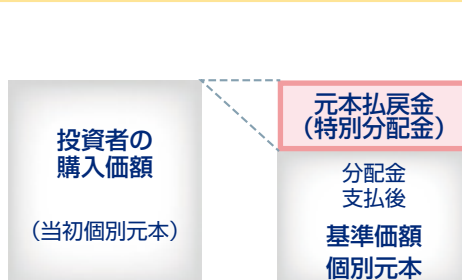 投資者の
購入価額
（当初個別元本）
元本払戻金
（特別分配金）
分配金
支払後
基準価額
個別元本